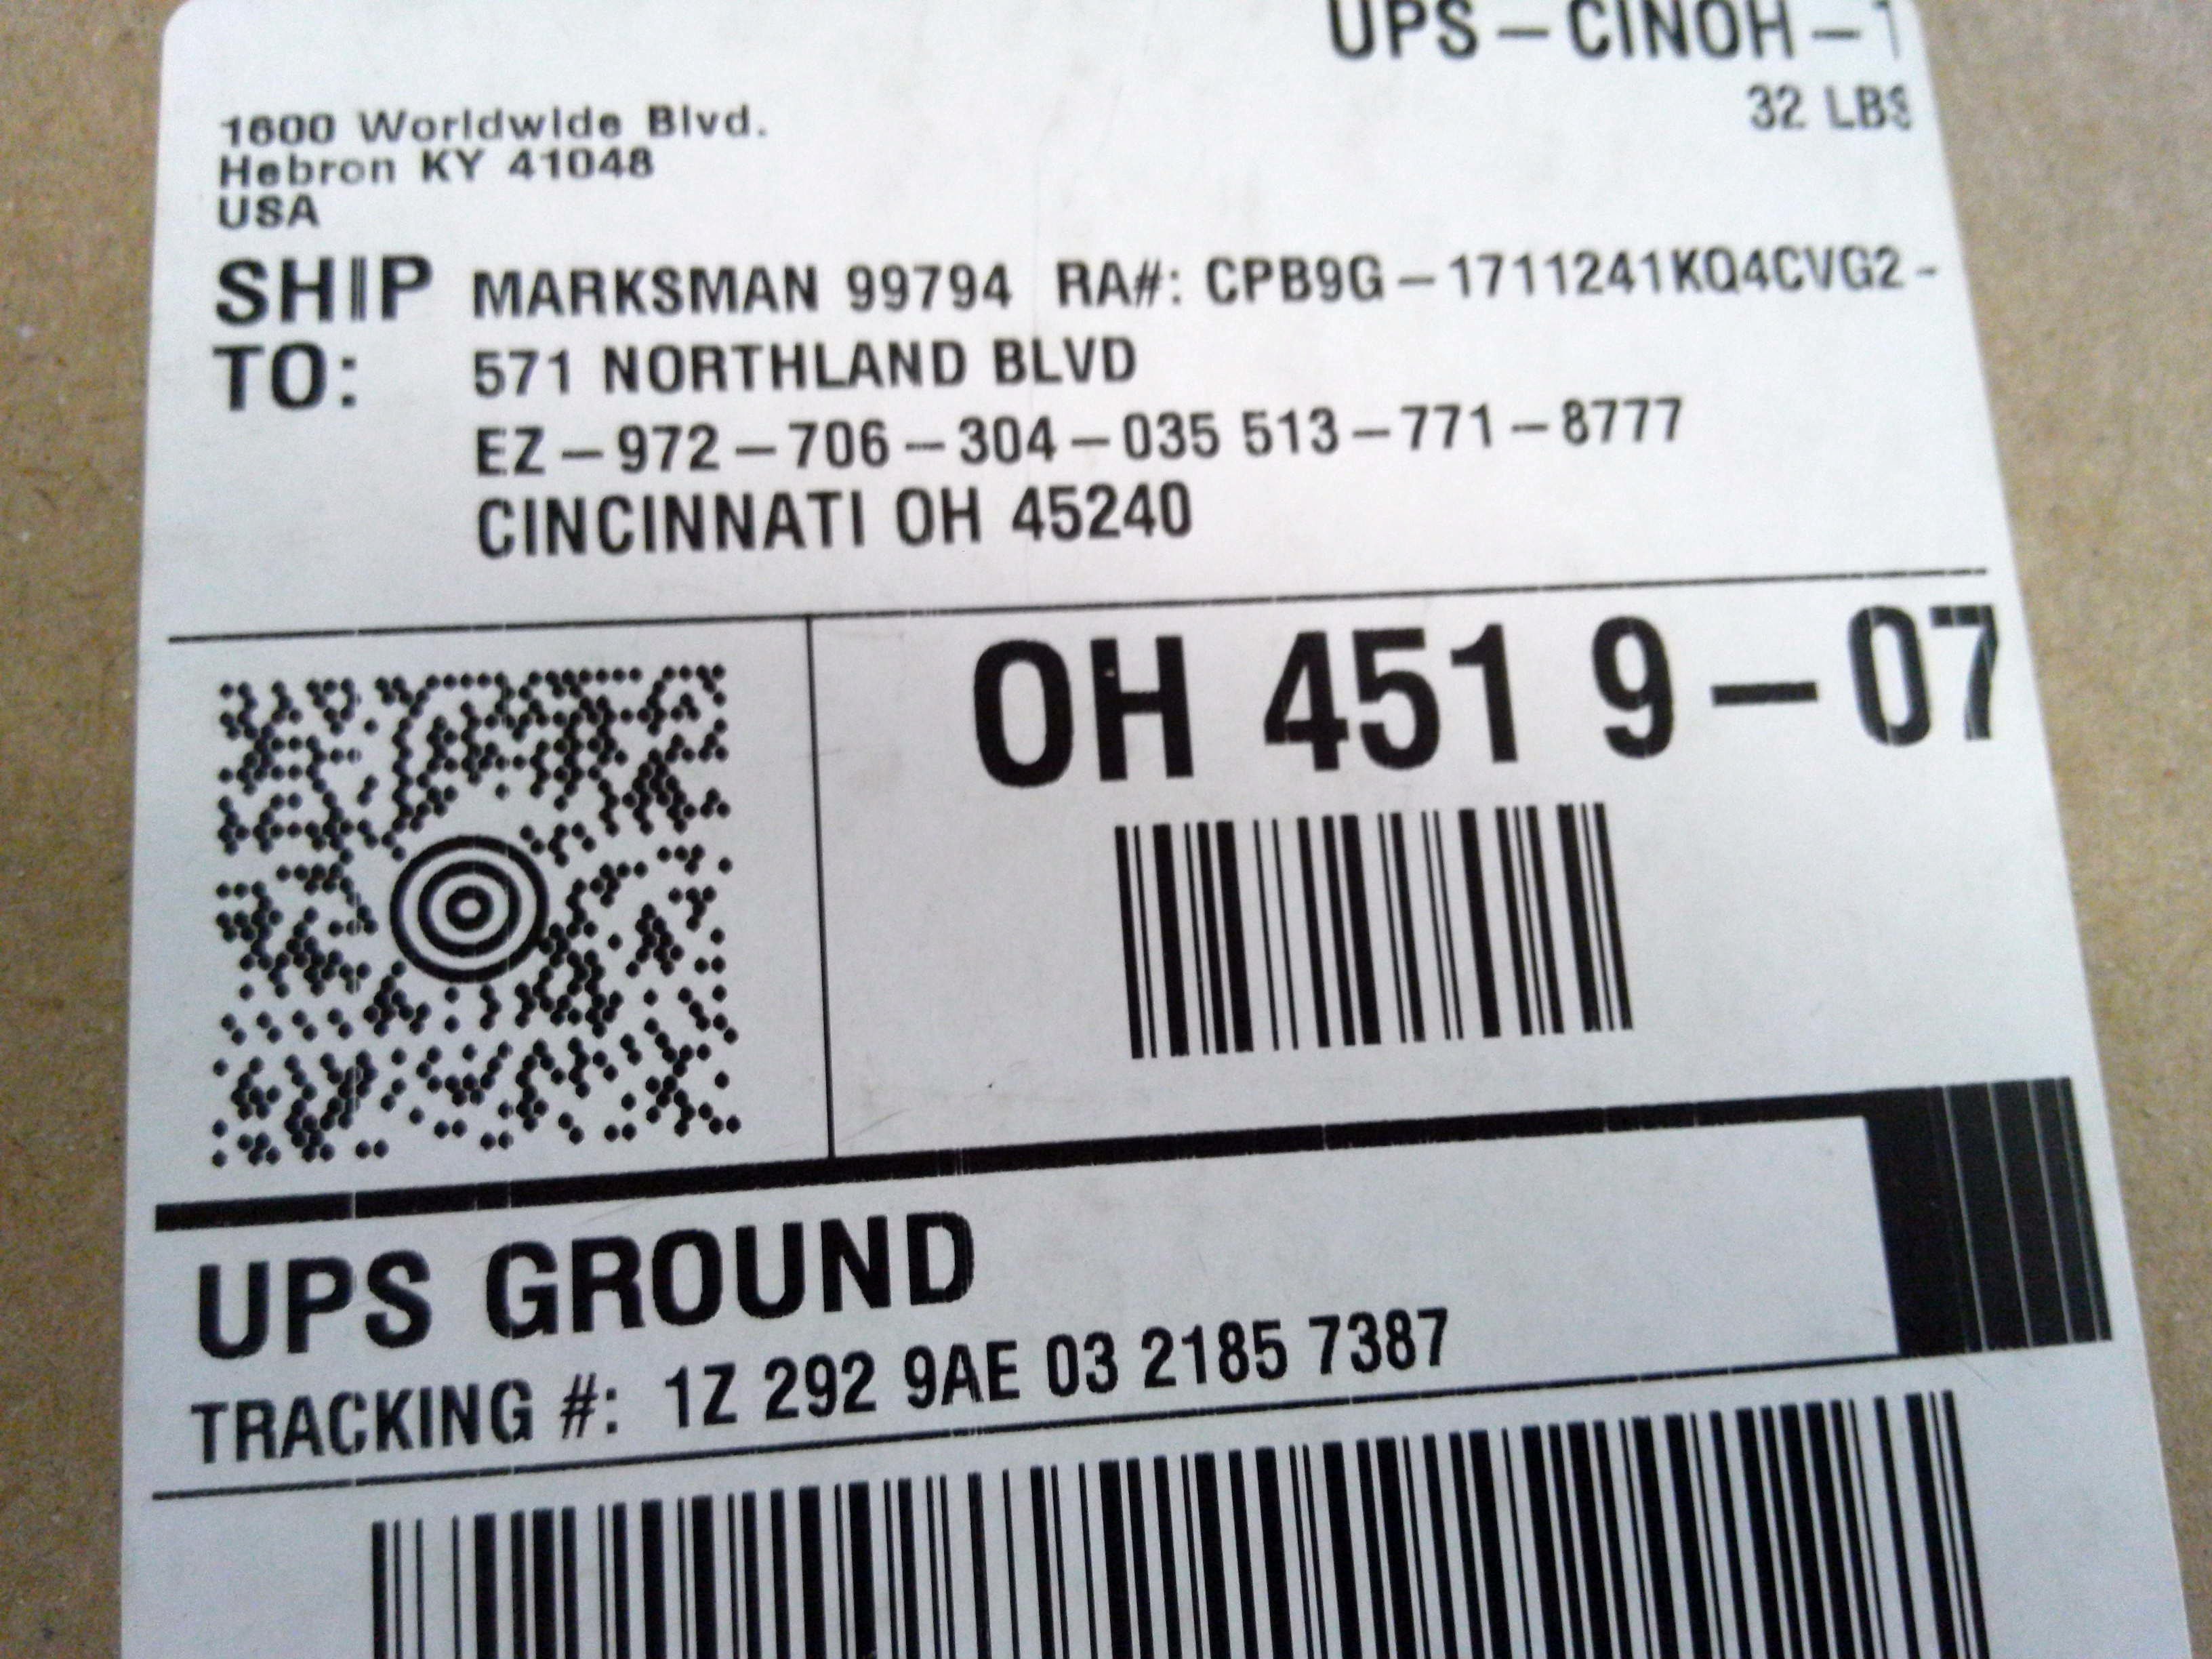 UPS – CINOH – 1
32 LBS
1600 Worldwide Blvd.
Hebron KY 41048
USA
SHIP TO:
MARKSMAN 99794 RA#: CPB9G – 1711241KQ4CVG2 -
571 NORTHLAND BLVD
EZ – 972 – 706 – 304 – 035 513 – 771 – 8777
CINCINNATI OH 45240
OH 451 9 – 07
UPS GROUND
TRACKING #: 1Z 292 9AE 03 2185 7387